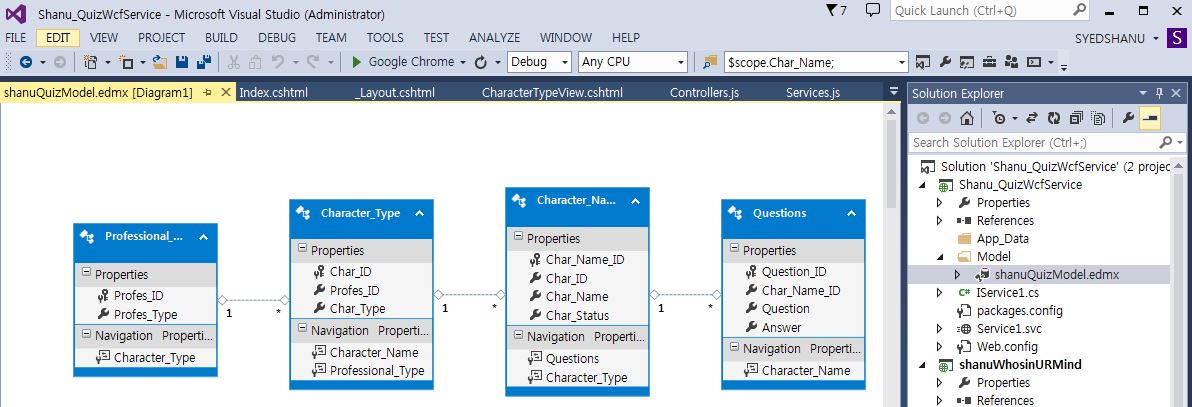 Shanu_QuizWcfService - Microsoft Visual Studio (Administrator)
7
Quick Launch (Ctrl+Q)
FILE EDIT VIEW PROJECT BUILD DEBUG TEAM TOOLS TEST ANALYZE WINDOW HELP
SYEDSHANU
S
Google Chrome
Debug
Any CPU
$scope.Char_Name;
shanuQuizModel.edmx [Diagram1]
Index.cshtml
_Layout.cshtml
CharacterTypeView.cshtml
Controllers.js
Services.js
Professional_...
Properties
Profes_ID
Profes_Type
Navigation Properti...
Character_Type
1
*
Character_Type
Properties
Char_ID
Profes_ID
Char_Type
Navigation Properti...
Character_Name
Professional_Type
1
*
Character_Na...
Properties
Char_Name_ID
Char_ID
Char_Name
Char_Status
Navigation Properti...
Questions
Character_Type
1
*
Questions
Properties
Question_ID
Char_Name_ID
Question
Answer
Navigation Properti...
Character_Name
Solution Explorer
Search Solution Explorer (Ctrl+;)
Solution 'Shanu_QuizWcfService' (2 projec
Shanu_QuizWcfService
Properties
References
App_Data
Model
shanuQuizModel.edmx
C# IService1.cs
packages.config
Service1.svc
Web.config
shanuWhosinURMind
Properties
References